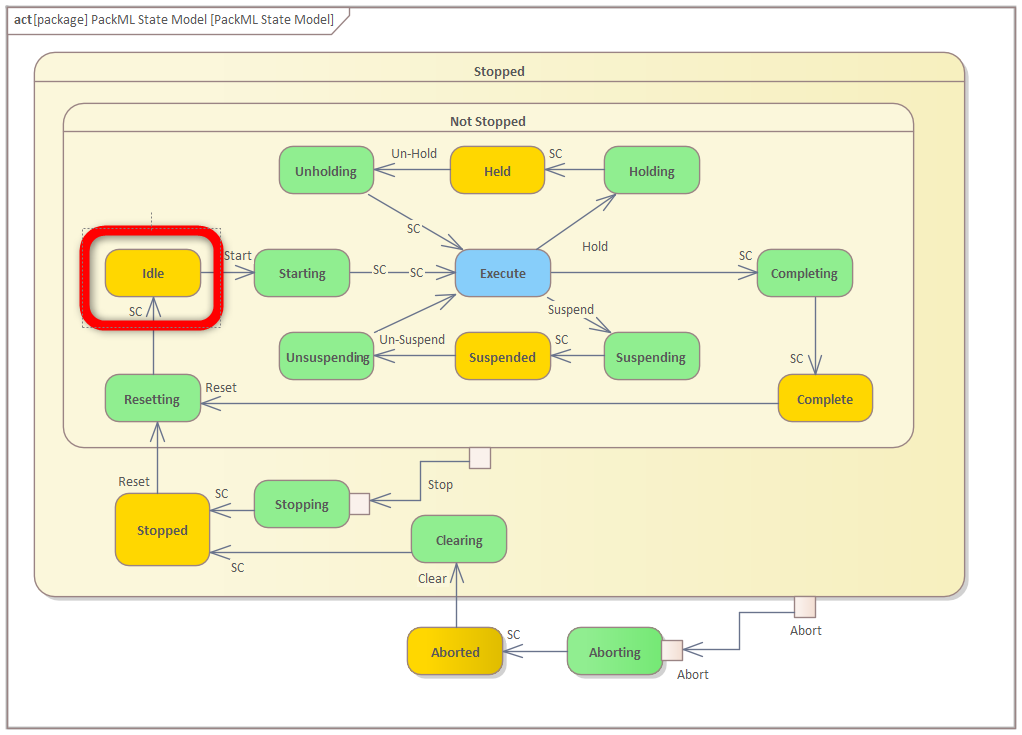 act [package] PackML State Model [PackML State Model]
Stopped
Not Stopped
Unholding
Un-Hold
Held
SC
Holding
SC
Hold
Idle
Start
Starting
SC
SC
Execute
SC
Completing
SC
Suspend
Unsuspending
Un-Suspend
Suspended
SC
Suspending
SC
Resetting
Reset
Complete
Reset
Stopped
SC
Stopping
Stop
Clearing
SC
Clear
Aborted
SC
Aborting
Abort
Abort